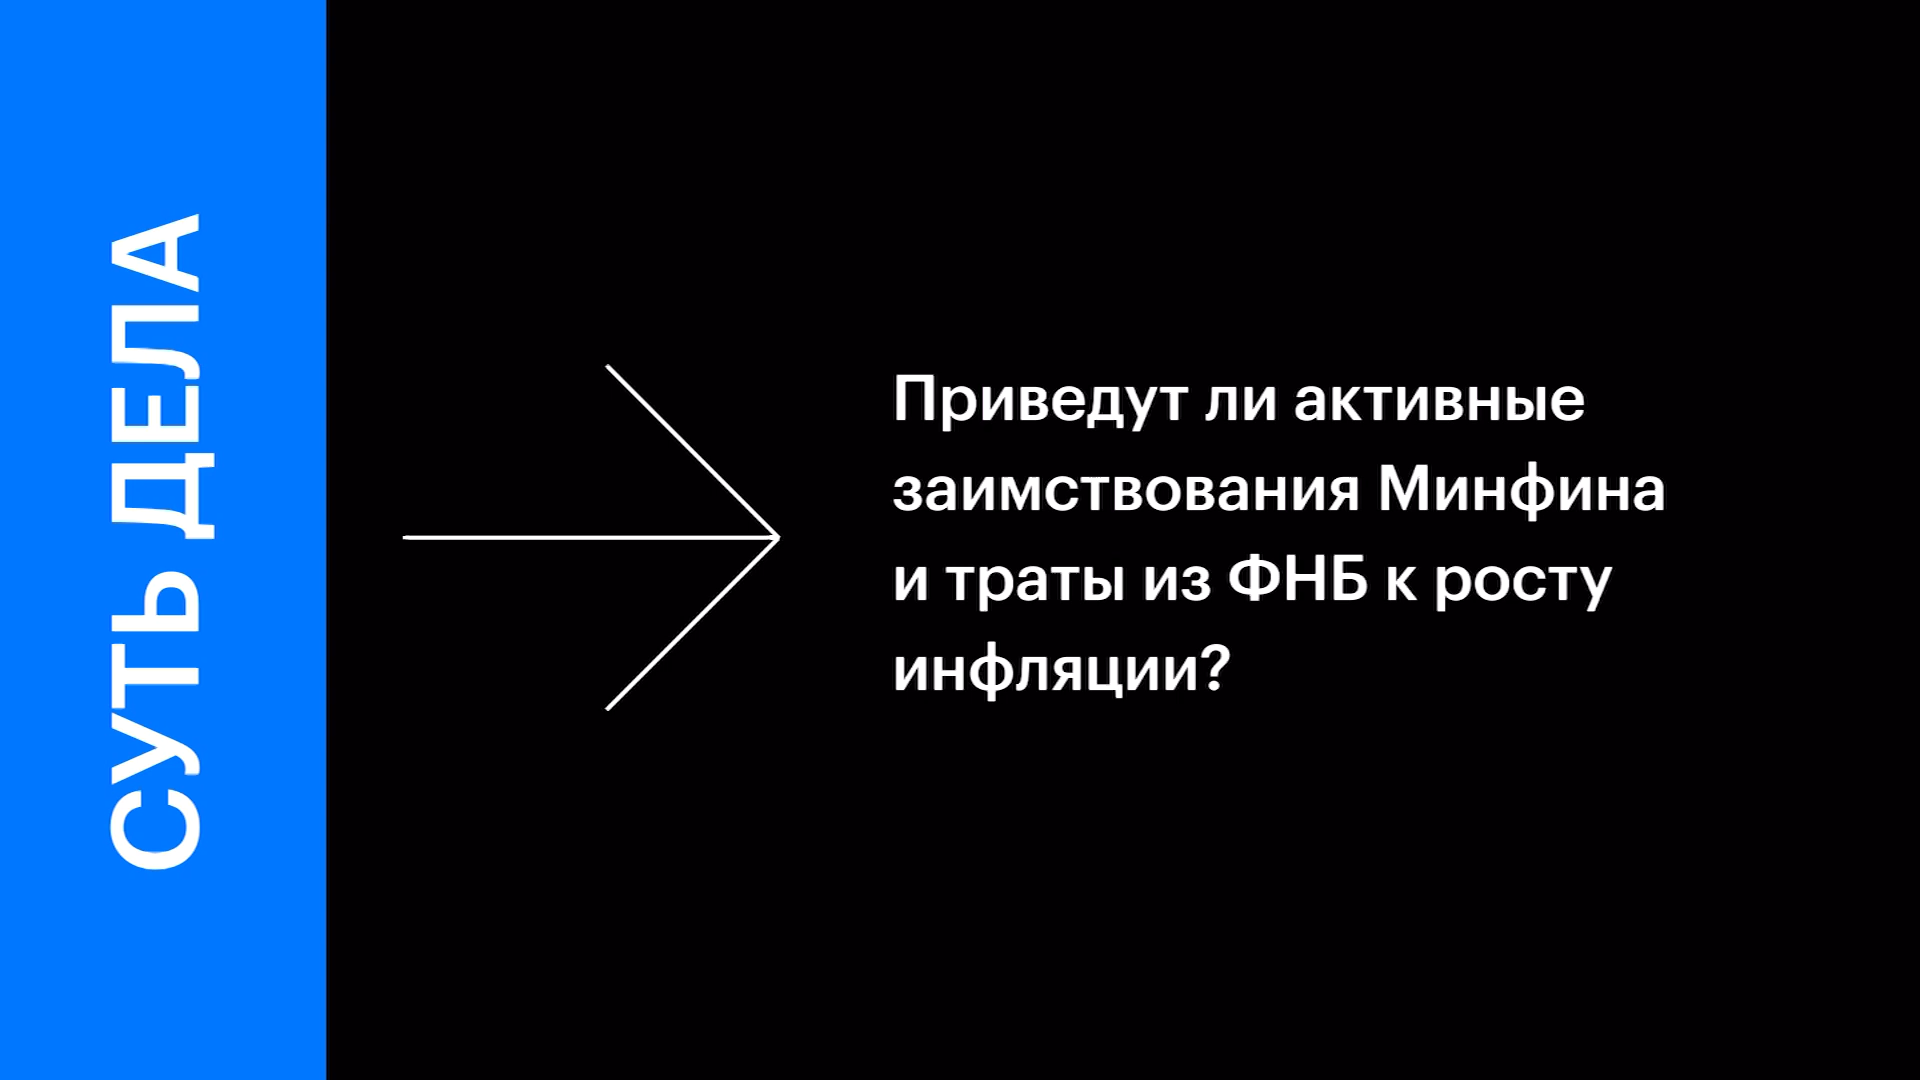 СУТЬ ДЕЛА
Приведут ли активные
заимствования Минфина
и траты из ФНБ к росту
инфляции?